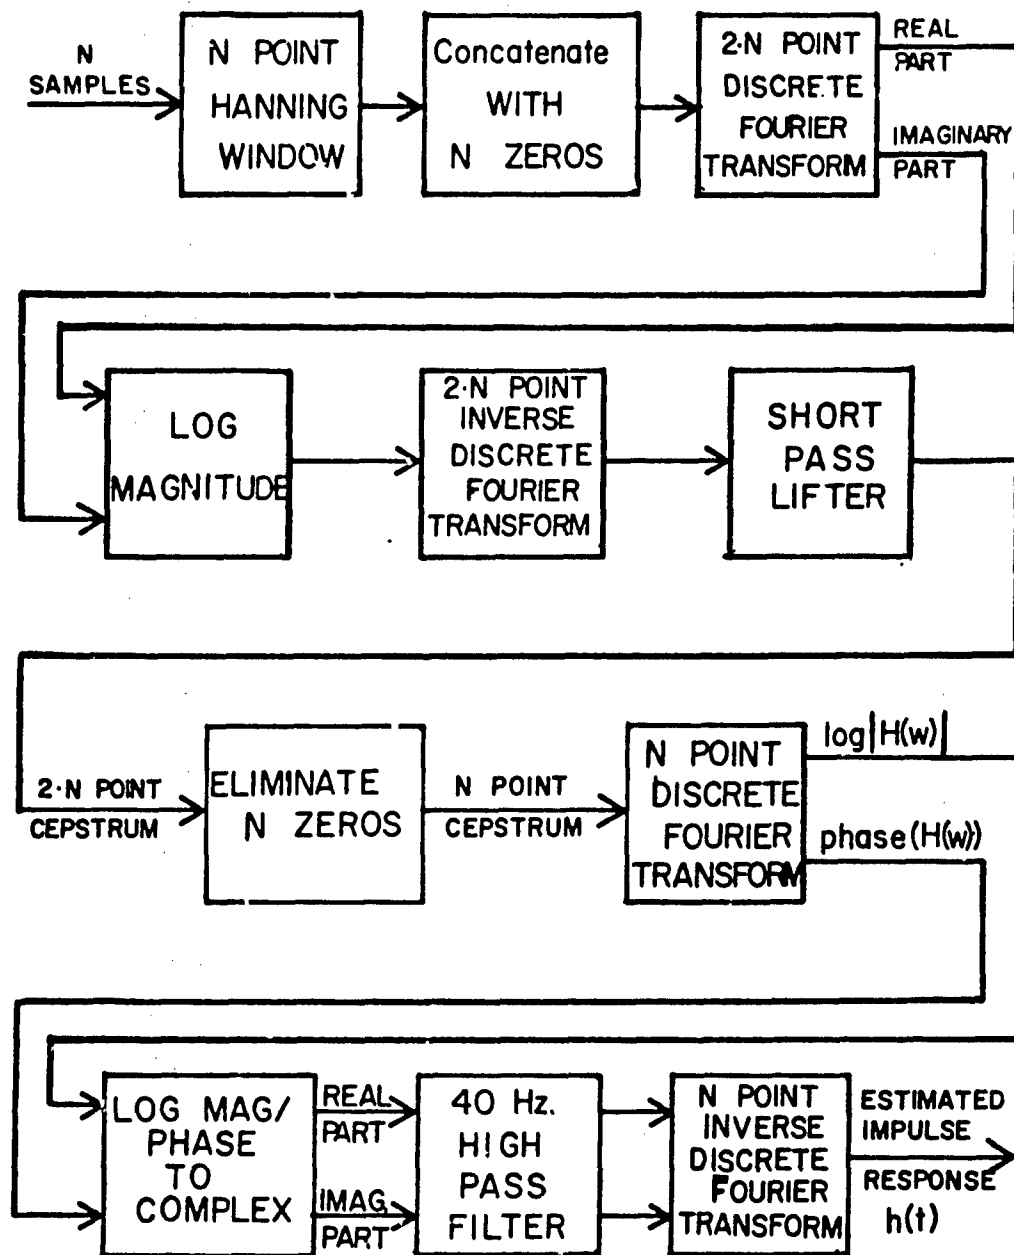 N
SAMPLES
N POINT
HANNING
WINDOW
Concatenate
WITH
N ZEROS
2·N POINT
DISCRETE
FOURIER
TRANSFORM
REAL
PART
IMAGINARY
PART
LOG
MAGNITUDE
2·N POINT
INVERSE
DISCRETE
FOURIER
TRANSFORM
SHORT
PASS
LIFTER
2·N POINT
CEPSTRUM
ELIMINATE
N ZEROS
N POINT
CEPSTRUM
N POINT
DISCRETE
FOURIER
TRANSFORM
log|H(w)|
phase(H(w))
LOG MAG/
PHASE
TO
COMPLEX
REAL
PART
IMAG.
PART
40 Hz.
HIGH
PASS
FILTER
N POINT
INVERSE
DISCRETE
FOURIER
TRANSFORM
ESTIMATED
IMPULSE
RESPONSE
h(t)